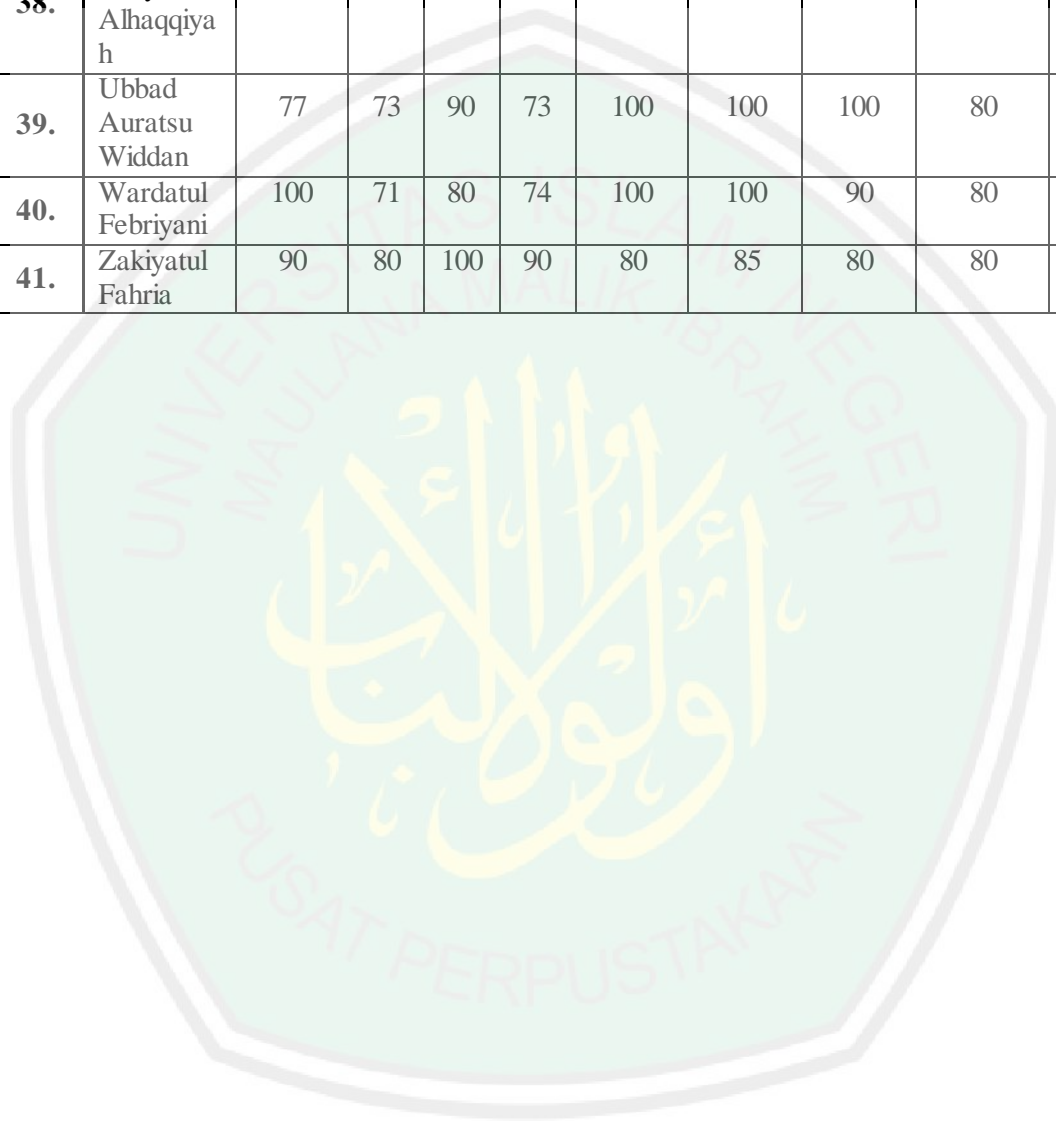 38.
Alhaqqiya
h
39.
Ubbad
Auratsu
Widdan
77 73 90 73 100 100 100 80
40.
Wardatul
Febriyani
100 71 80 74 100 100 90 80
41.
Zakiyatul
Fahria
90 80 100 90 80 85 80 80
UNIVERSITAS ISLAM NEGERI
MAULANA MALIK IBRAHIM
أولوا الألباب
PUSAT PERPUSTAKAAN